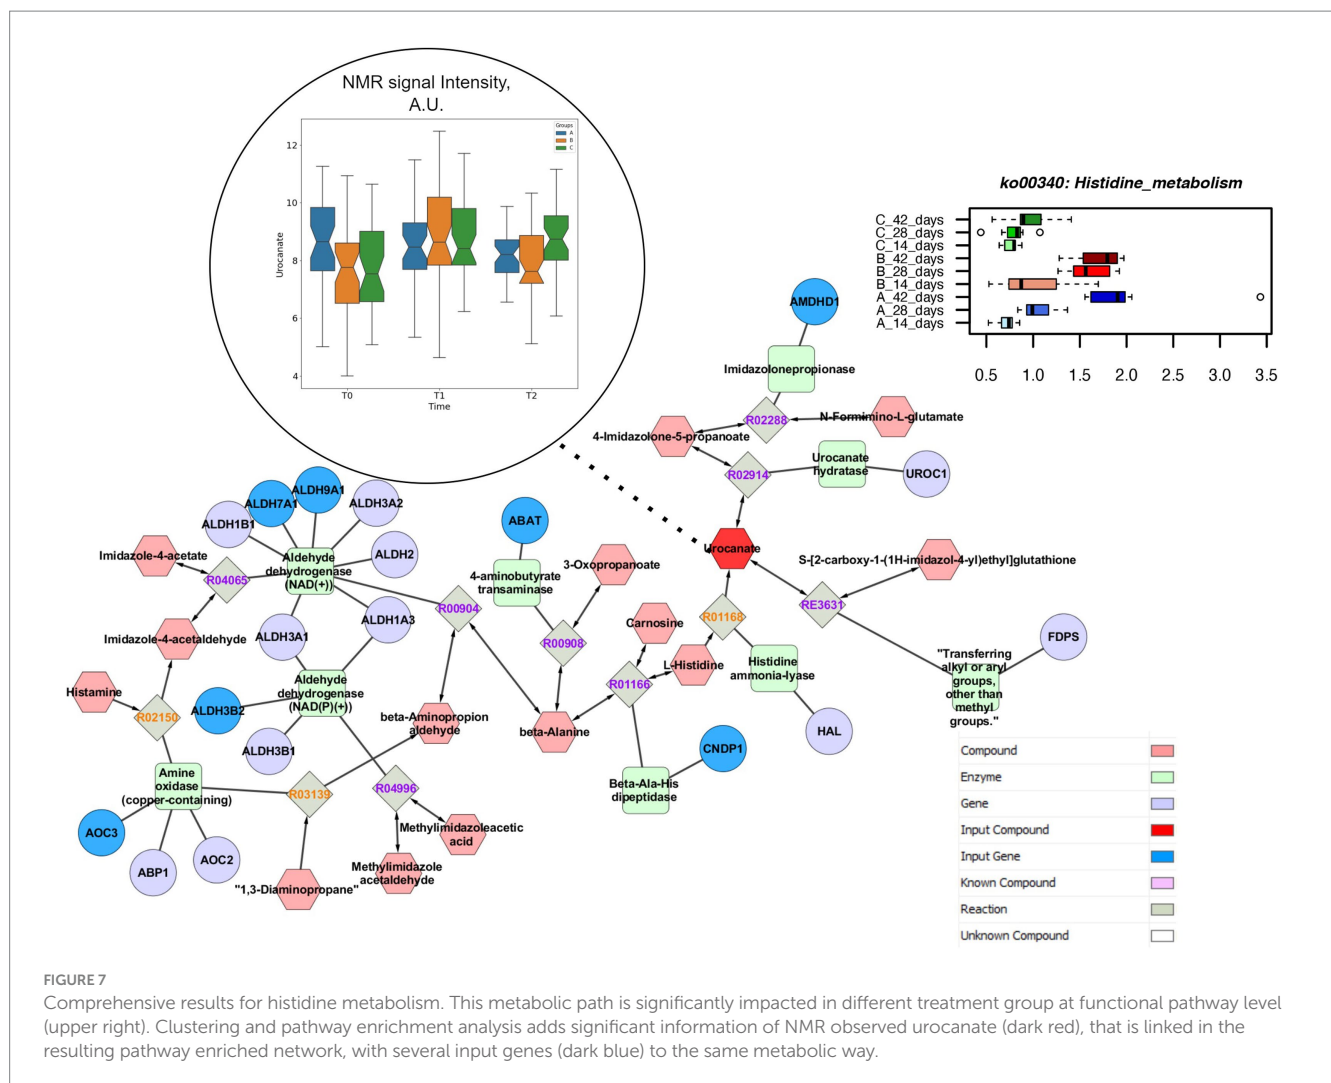 NMR signal Intensity,
A.U.
Groups
A
B
C
Urocanate
12
10
8
6
4
T0
T1
T2
Time
ko00340: Histidine_metabolism
C_42_days
C_28_days
C_14_days
B_42_days
B_28_days
B_14_days
A_42_days
A_28_days
A_14_days
0.5 1.0 1.5 2.0 2.5 3.0 3.5
AMDHD1
Imidazolonepropionase
R02288
N-Formimino-L-glutamate
4-Imidazolone-5-propanoate
R02914
Urocanate
hydratase
UROC1
Urocanate
S-[2-carboxy-1-(1H-imidazol-4-yl)ethyl]glutathione
RE3631
FDPS
"Transferring
alkyl or aryl
groups,
other than
methyl
groups."
R01168
Histidine
ammonia-lyase
HAL
L-Histidine
Carnosine
R01166
CNDP1
Beta-Ala-His
dipeptidase
beta-Alanine
ABAT
4-aminobutyrate
transaminase
3-Oxopropanoate
R00908
R00904
ALDH7A1
ALDH9A1
ALDH3A2
ALDH1B1
ALDH2
Aldehyde
dehydrogenase
(NAD(+))
Imidazole-4-acetate
R04065
Imidazole-4-acetaldehyde
ALDH3A1
ALDH1A3
Histamine
R02150
Aldehyde
dehydrogenase
(NAD(P)(+))
ALDH3B2
ALDH3B1
beta-Aminopropion
aldehyde
Amine
oxidase
(copper-containing)
R03139
R04996
AOC3
ABP1
AOC2
"1,3-Diaminopropane"
Methylimidazoleacetic
acid
Methylimidazole
acetaldehyde
Compound
Enzyme
Gene
Input Compound
Input Gene
Known Compound
Reaction
Unknown Compound
FIGURE 7
Comprehensive results for histidine metabolism. This metabolic path is significantly impacted in different treatment group at functional pathway level
(upper right). Clustering and pathway enrichment analysis adds significant information of NMR observed urocanate (dark red), that is linked in the
resulting pathway enriched network, with several input genes (dark blue) to the same metabolic way.